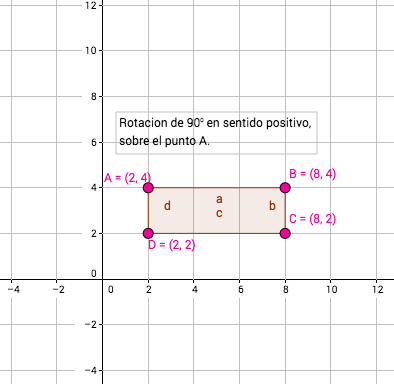 12
10
8
Rotacion de 90° en sentido positivo,
sobre el punto A.
6
A = (2, 4)
B = (8, 4)
4
d
a
b
c
C = (8, 2)
2
D = (2, 2)
0
−4 −2 0 2 4 6 8 10 12
−2
−4